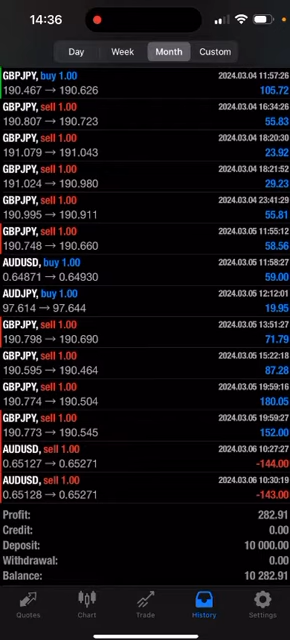 14:36
Day Week Month Custom
GBPJPY, buy 1.00 2024.03.04 11:57:26
190.467 → 190.626 105.72
GBPJPY, sell 1.00 2024.03.04 16:34:26
190.807 → 190.723 55.83
GBPJPY, sell 1.00 2024.03.04 18:20:30
191.079 → 191.043 23.92
GBPJPY, sell 1.00 2024.03.04 18:21:52
191.024 → 190.980 29.23
GBPJPY, sell 1.00 2024.03.04 23:41:29
190.995 → 190.911 55.81
GBPJPY, sell 1.00 2024.03.05 11:55:12
190.748 → 190.660 58.56
AUDUSD, buy 1.00 2024.03.05 11:58:27
0.64871 → 0.64930 59.00
AUDJPY, buy 1.00 2024.03.05 12:12:01
97.614 → 97.644 19.95
GBPJPY, sell 1.00 2024.03.05 13:51:27
190.798 → 190.690 71.79
GBPJPY, sell 1.00 2024.03.05 15:22:18
190.595 → 190.464 87.28
GBPJPY, sell 1.00 2024.03.05 19:59:16
190.774 → 190.504 180.05
GBPJPY, sell 1.00 2024.03.05 19:59:27
190.773 → 190.545 152.00
AUDUSD, sell 1.00 2024.03.06 10:27:27
0.65127 → 0.65271 -144.00
AUDUSD, sell 1.00 2024.03.06 10:30:19
0.65128 → 0.65271 -143.00
Profit: 282.91
Credit: 0.00
Deposit: 10 000.00
Withdrawal: 0.00
Balance: 10 282.91
Quotes Chart Trade History Settings